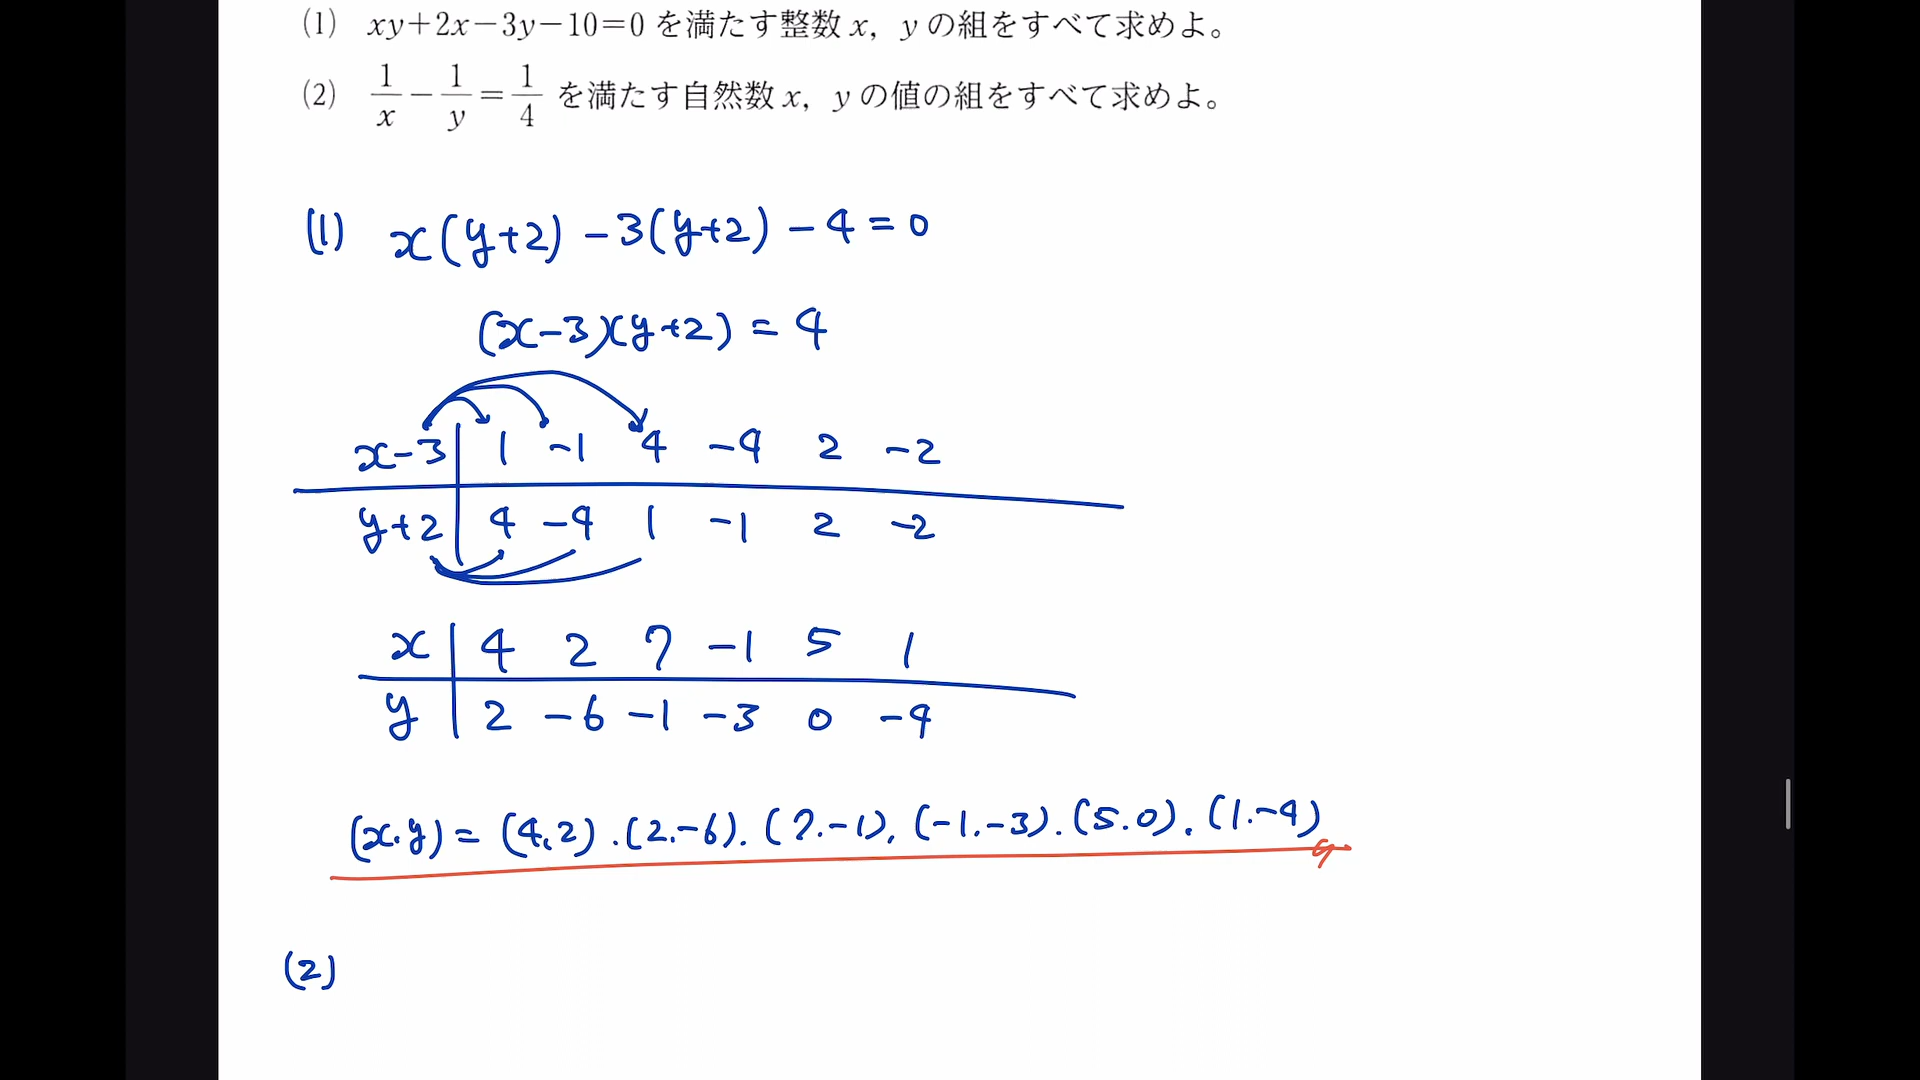 (1) xy+2x−3y−10=0 を満たす整数 x, y の組をすべて求めよ。
(2) 1/x − 1/y = 1/4 を満たす自然数 x, y の値の組をすべて求めよ。
(1) x(y+2) −3(y+2) −4 = 0
(x−3)(y+2) = 4
x−3 | 1 −1 4 −4 2 −2
y+2 | 4 −4 1 −1 2 −2
x | 4 2 7 −1 5 1
y | 2 −6 −1 −3 0 −4
(x.y) = (4,2).(2.−6).(7.−1),(−1.−3).(5.0).(1.−4)
(2)